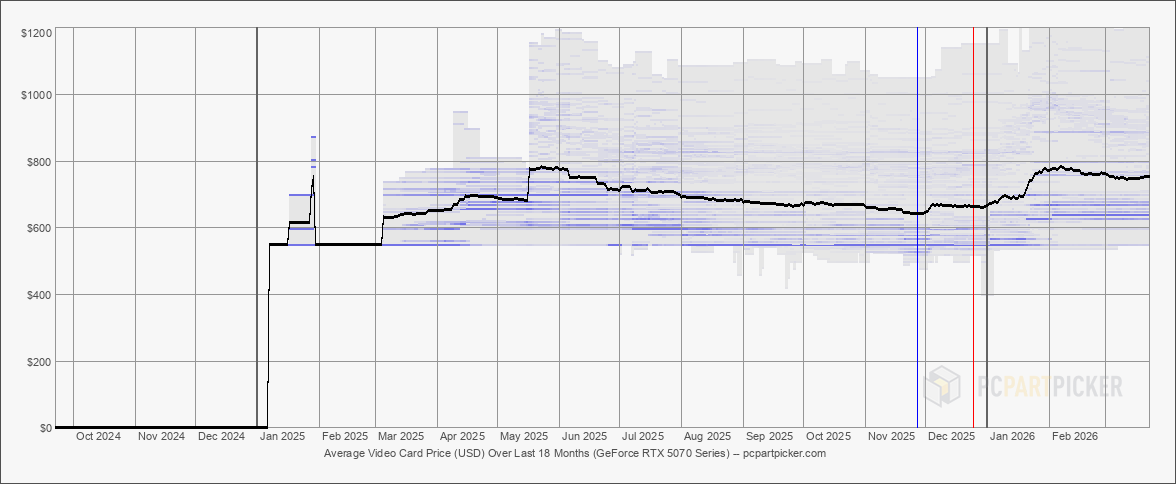 $1200
$1000
$800
$600
$400
$200
$0
PCPARTPICKER
Oct 2024 Nov 2024 Dec 2024 Jan 2025 Feb 2025 Mar 2025 Apr 2025 May 2025 Jun 2025 Jul 2025 Aug 2025 Sep 2025 Oct 2025 Nov 2025 Dec 2025 Jan 2026 Feb 2026
Average Video Card Price (USD) Over Last 18 Months (GeForce RTX 5070 Series) -- pcpartpicker.com